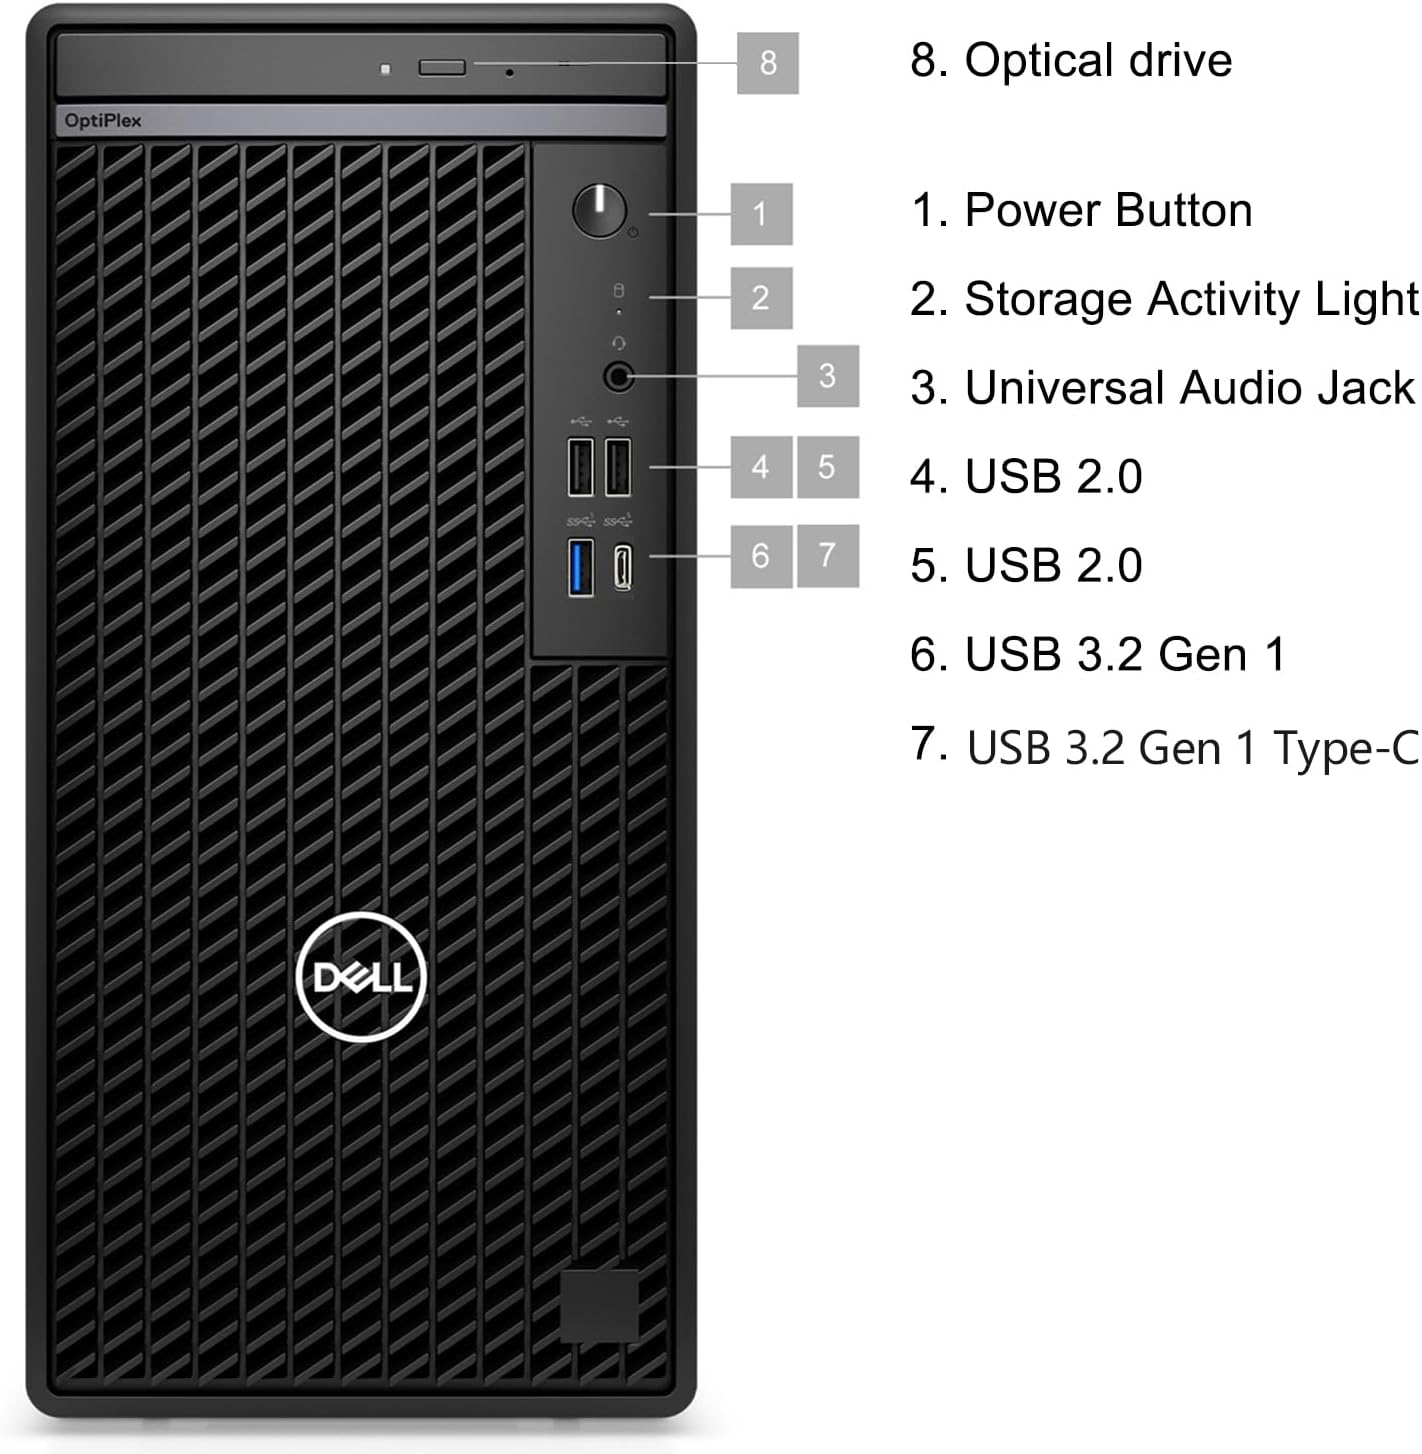 8
8. Optical drive
OptiPlex
1
1. Power Button
2
2. Storage Activity Light
3
3. Universal Audio Jack
4 5
4. USB 2.0
5. USB 2.0
SS SS
6 7
6. USB 3.2 Gen 1
7. USB 3.2 Gen 1 Type-C
DELL